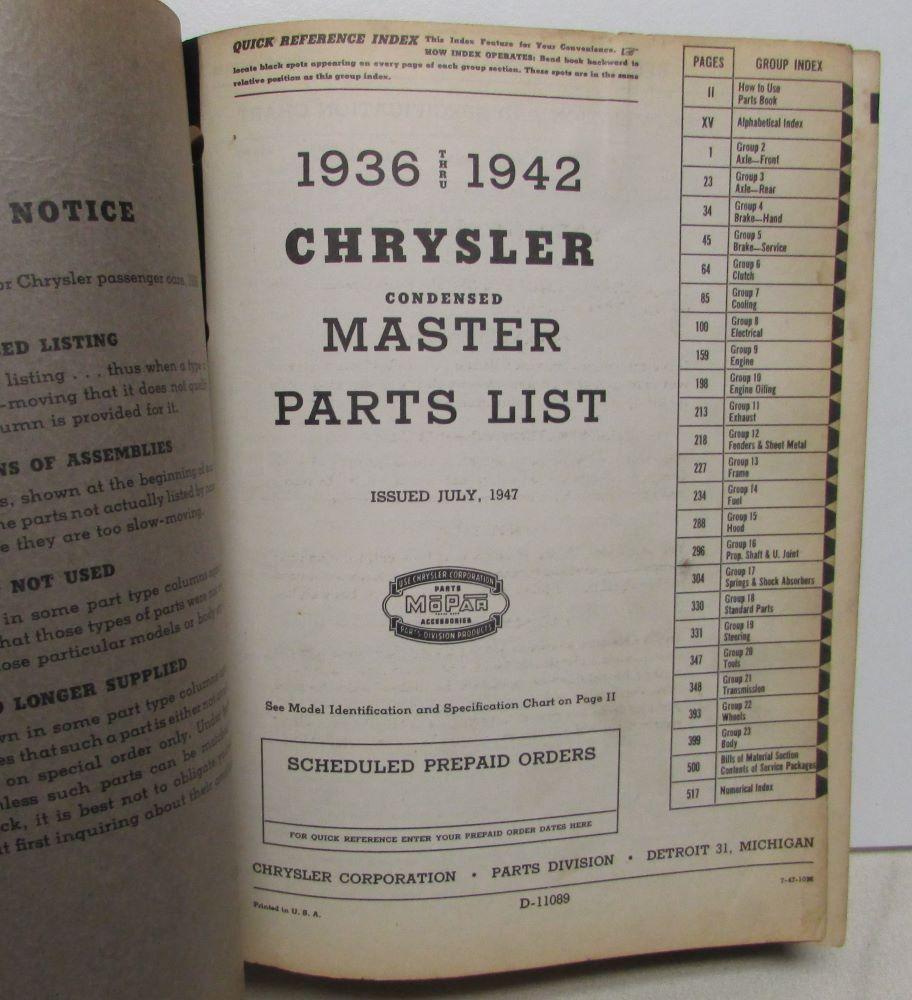 NOTICE
or Chrysler passenger cars,
ED LISTING
listing . . . thus when a type
-moving that it does not
umn is provided for it.
NS OF ASSEMBLIES
s, shown at the beginning of
he parts not actually listed by
e they are too slow-moving.
NOT USED
in some part type columns
hat those types of parts were
ose particular models or body
O LONGER SUPPLIED
wn in some part type columns
es that such a part is either not
on special order only. Under
nless such parts can be
ck, it is best not to obligate
t first inquiring about their
QUICK REFERENCE INDEX This Index Feature for Your Convenience.
HOW INDEX OPERATES: Bend book backward to
locate black spots appearing on every page of each group section. These spots are in the same
relative position as this group index.
1936 THRU 1942
CHRYSLER
CONDENSED
MASTER
PARTS LIST
ISSUED JULY, 1947
USE CHRYSLER CORPORATION
PARTS
MOPAR
ACCESSORIES
PARTS DIVISION PRODUCTS
See Model Identification and Specification Chart on Page II
SCHEDULED PREPAID ORDERS
FOR QUICK REFERENCE ENTER YOUR PREPAID ORDER DATES HERE
CHRYSLER CORPORATION • PARTS DIVISION • DETROIT 31, MICHIGAN
Printed in U. S. A.
D-11089
PAGES GROUP INDEX
II How to Use
Parts Book
XV Alphabetical Index
1 Group 2
Axle—Front
23 Group 3
Axle—Rear
34 Group 4
Brake—Hand
45 Group 5
Brake—Service
64 Group 6
Clutch
85 Group 7
Cooling
100 Group 8
Electrical
159 Group 9
Engine
198 Group 10
Engine Oiling
213 Group 11
Exhaust
218 Group 12
Fenders & Sheet Metal
227 Group 13
Frame
234 Group 14
Fuel
288 Group 15
Hood
296 Group 16
Prop. Shaft & U. Joint
304 Group 17
Springs & Shock Absorbers
330 Group 18
Standard Parts
331 Group 19
Steering
347 Group 20
Tools
348 Group 21
Transmission
393 Group 22
Wheels
399 Group 23
Body
500 Bills of Material Section
Contents of Service Packages
517 Numerical Index